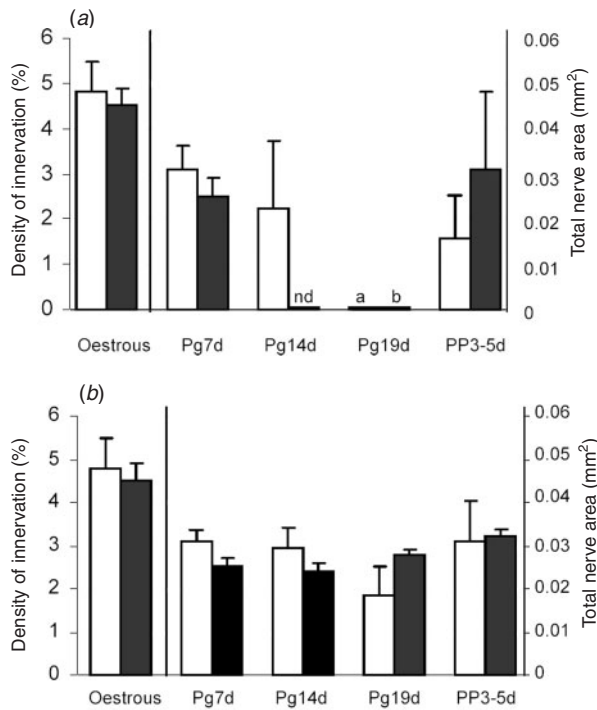 (a)
6
5
4
3
2
1
0
Density of innervation (%)
0.06
0.05
0.04
0.03
0.02
0.01
0
Total nerve area (mm²)
nd
a
b
Oestrous Pg7d Pg14d Pg19d PP3-5d
(b)
6
5
4
3
2
1
0
Density of innervation (%)
0.06
0.05
0.04
0.03
0.02
0.01
0
Total nerve area (mm²)
Oestrous Pg7d Pg14d Pg19d PP3-5d